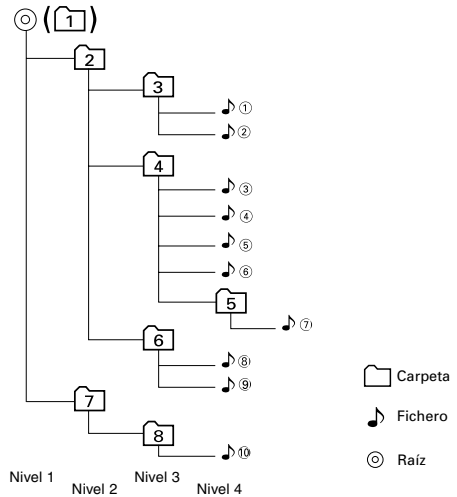 (1)
2
3
①
②
4
③
④
⑤
⑥
5
⑦
6
⑧
⑨
7
8
⑩
Carpeta
Fichero
Raíz
Nivel 1
Nivel 2
Nivel 3
Nivel 4